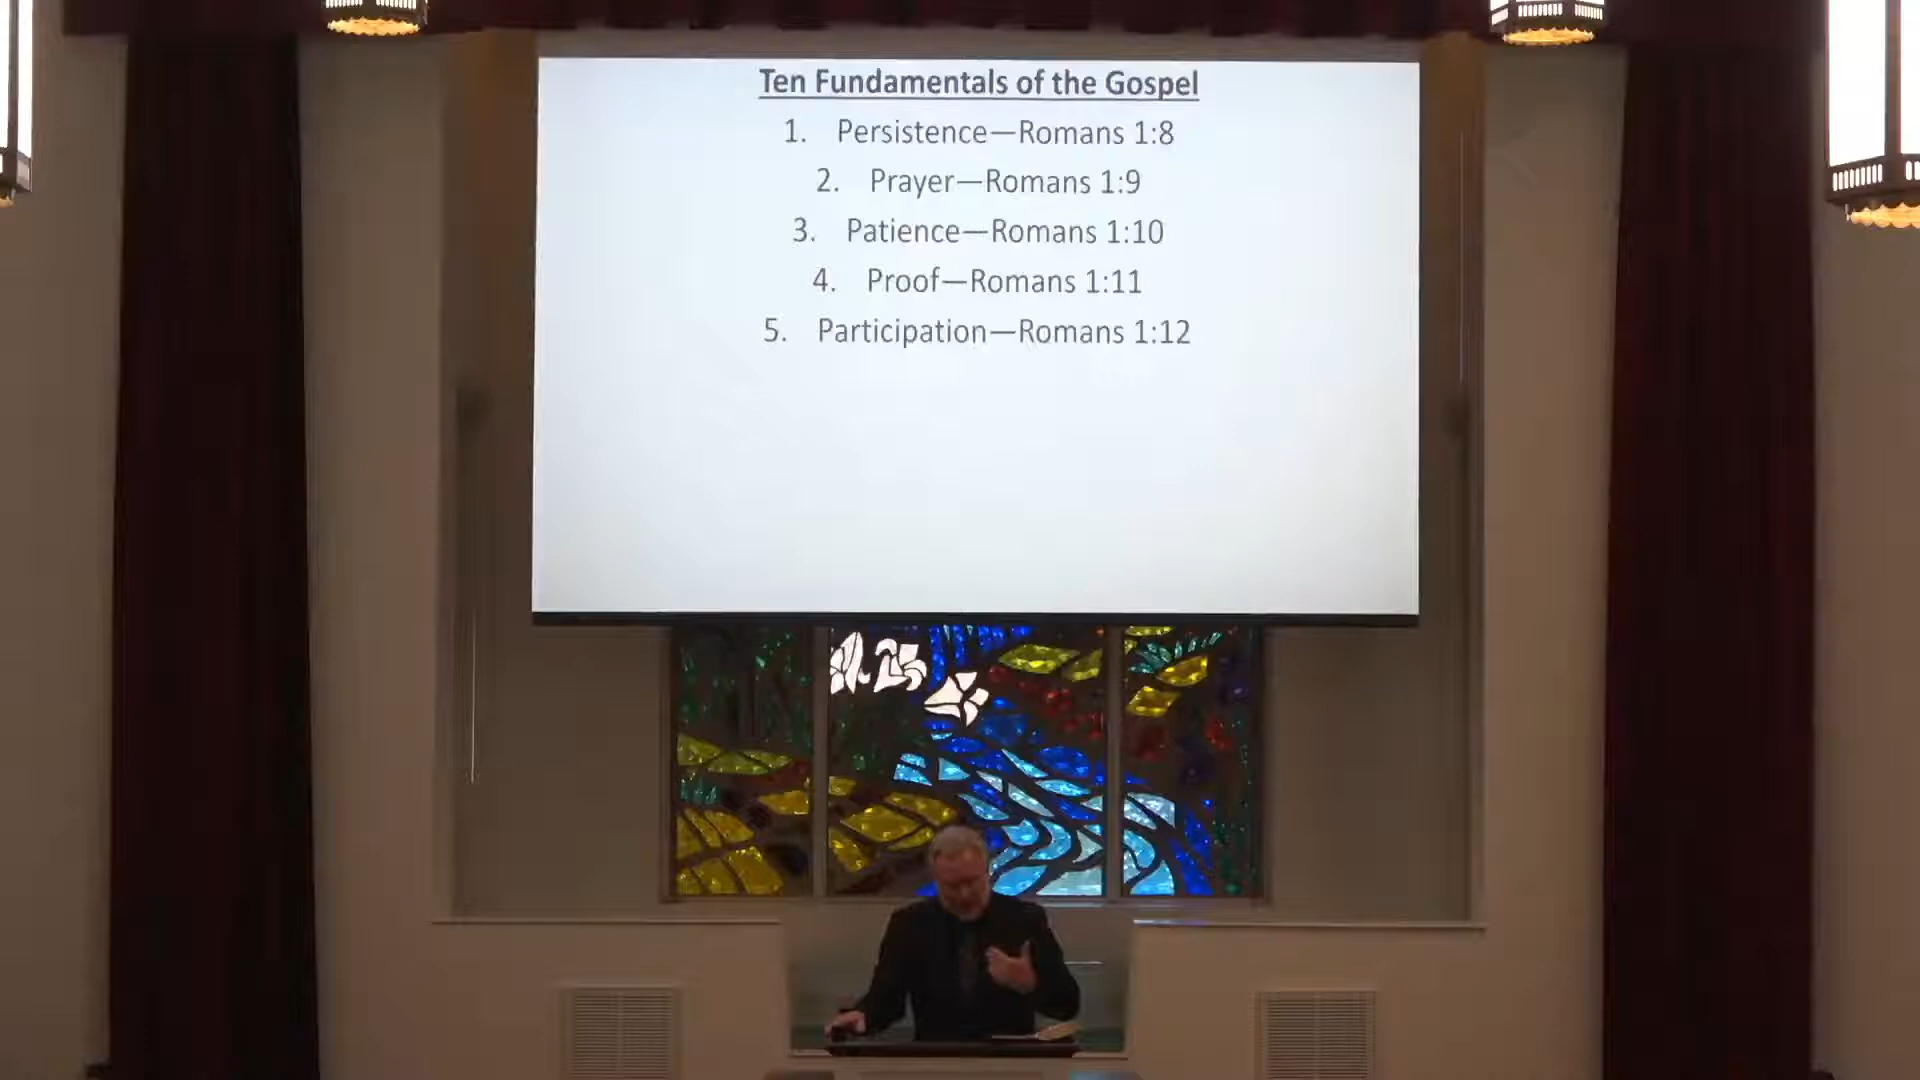 Ten Fundamentals of the Gospel
1. Persistence—Romans 1:8
2. Prayer—Romans 1:9
3. Patience—Romans 1:10
4. Proof—Romans 1:11
5. Participation—Romans 1:12